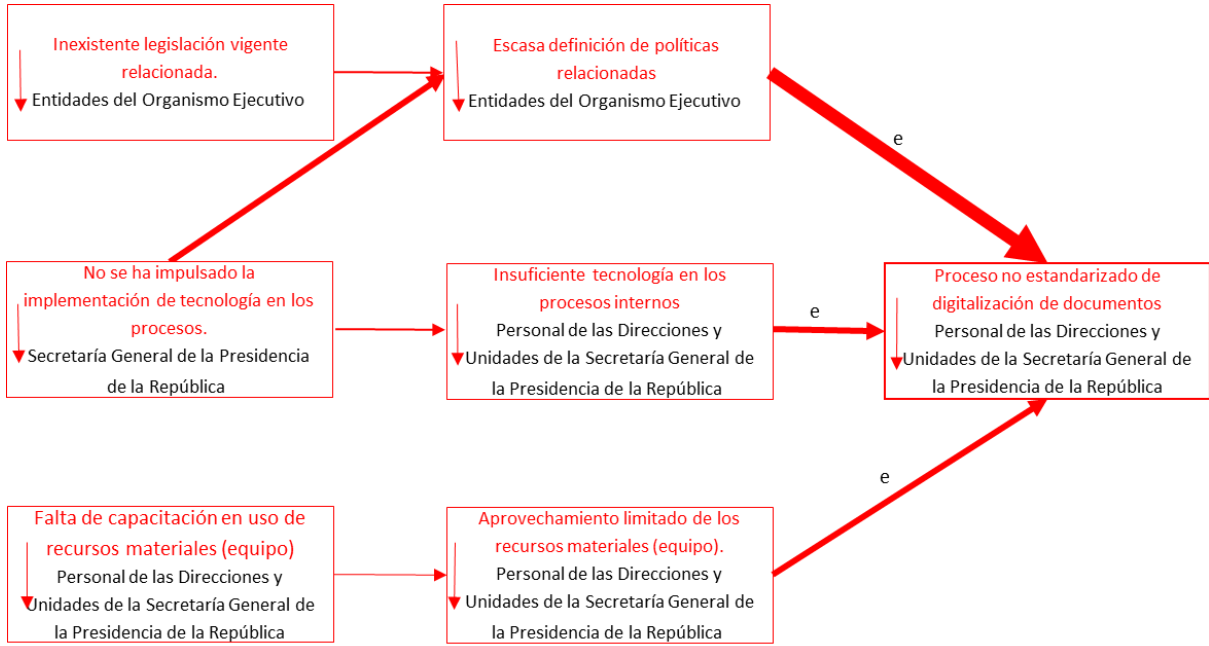 Inexistente legislación vigente
relacionada.
Entidades del Organismo Ejecutivo
Escasa definición de políticas
relacionadas
Entidades del Organismo Ejecutivo
e
No se ha impulsado la
implementación de tecnología en los
procesos.
Secretaría General de la Presidencia
de la República
Insuficiente tecnología en los
procesos internos
Personal de las Direcciones y
Unidades de la Secretaría General de
la Presidencia de la República
e
Proceso no estandarizado de
digitalización de documentos
Personal de las Direcciones y
Unidades de la Secretaría General de
la Presidencia de la República
Falta de capacitación en uso de
recursos materiales (equipo)
Personal de las Direcciones y
Unidades de la Secretaría General de
la Presidencia de la República
Aprovechamiento limitado de los
recursos materiales (equipo).
Personal de las Direcciones y
Unidades de la Secretaría General de
la Presidencia de la República
e